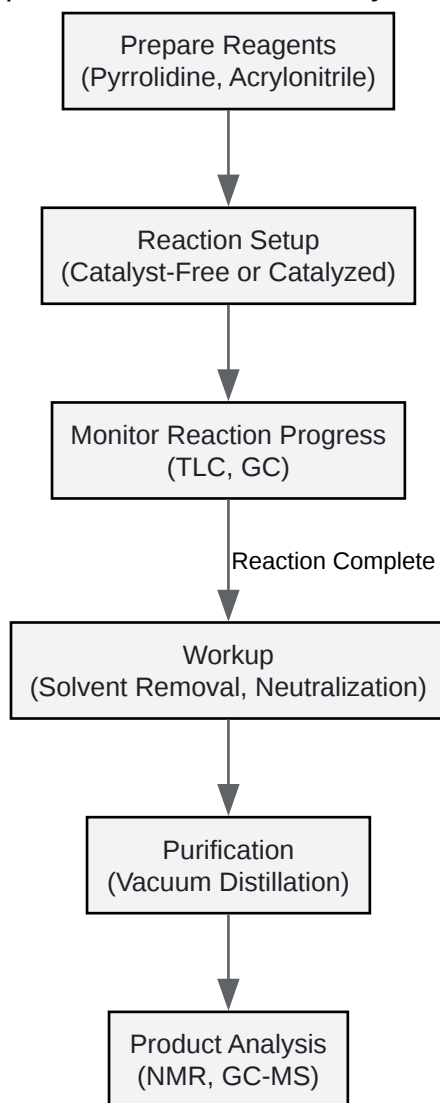 Prepare Reagents
(Pyrrolidine, Acrylonitrile)
Reaction Setup
(Catalyst-Free or Catalyzed)
Monitor Reaction Progress
(TLC, GC)
Reaction Complete
Workup
(Solvent Removal, Neutralization)
Purification
(Vacuum Distillation)
Product Analysis
(NMR, GC-MS)